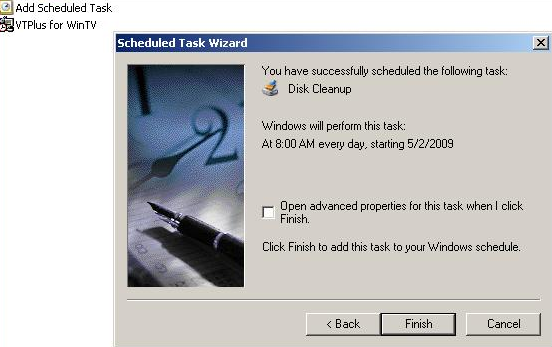 Add Scheduled Task
VTPlus for WinTV
Scheduled Task Wizard
You have successfully scheduled the following task:
Disk Cleanup
Windows will perform this task:
At 8:00 AM every day, starting 5/2/2009
Open advanced properties for this task when I click
Finish.
Click Finish to add this task to your Windows schedule.
< Back
Finish
Cancel